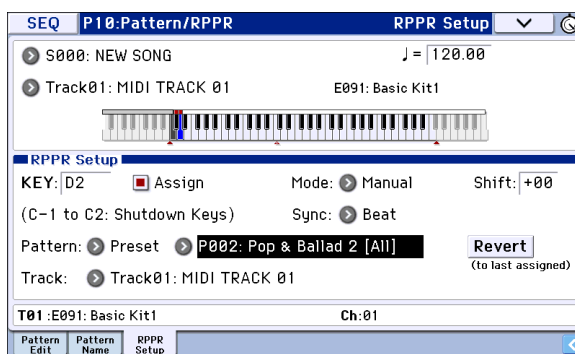 SEQ P10:Pattern/RPPR RPPR Setup
S000: NEW SONG ♩= 120.00
Track01: MIDI TRACK 01 E091: Basic Kit1
RPPR Setup
KEY: D2 Assign Mode: Manual Shift: +00
(C-1 to C2: Shutdown Keys) Sync: Beat
Pattern: Preset P002: Pop & Ballad 2 [All] Revert
(to last assigned)
Track: Track01: MIDI TRACK 01
T01 :E091: Basic Kit1 Ch:01
Pattern Edit Pattern Name RPPR Setup